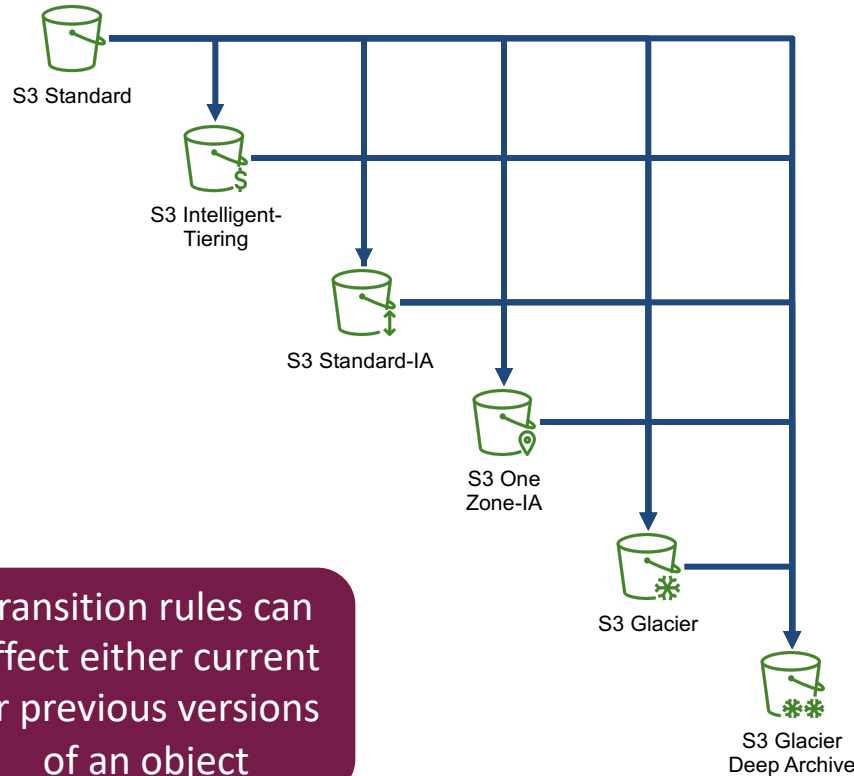 S3 Standard
S3 Intelligent-
Tiering
S3 Standard-IA
S3 One
Zone-IA
S3 Glacier
S3 Glacier
Deep Archive
ransition rules can
ffect either current
r previous versions
of an object